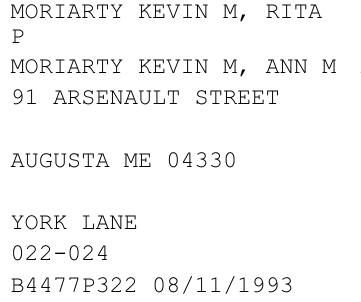 MORIARTY KEVIN M, RITA
P
MORIARTY KEVIN M, ANN M
91 ARSENAULT STREET
AUGUSTA ME 04330
YORK LANE
022-024
B4477P322 08/11/1993